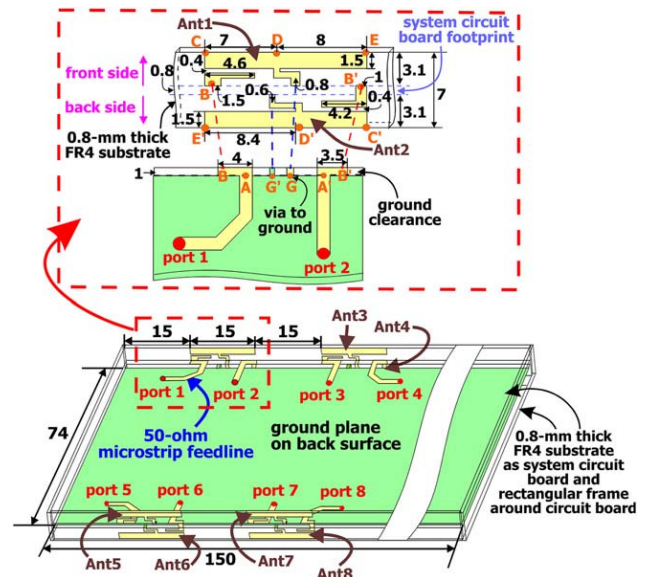 Ant1
system circuit
board footprint
C 7 D 8 E
front side
back side
0.8
0.4
4.6
1.5
3.1
7
B
1.5
0.6
0.8
B'
1
0.4
4.2
3.1
1.5
E
8.4
D'
C'
Ant2
0.8-mm thick
FR4 substrate
4
3.5
1
B
A
G'
G
A'
B'
ground
clearance
via to
ground
port 1
port 2
15
15
15
Ant3
Ant4
port 1
port 2
port 3
port 4
74
50-ohm
microstrip feedline
ground plane
on back surface
0.8-mm thick
FR4 substrate
as system circuit
board and
rectangular frame
around circuit board
port 5
port 6
port 7
port 8
Ant5
Ant6
150
Ant7
Ant8